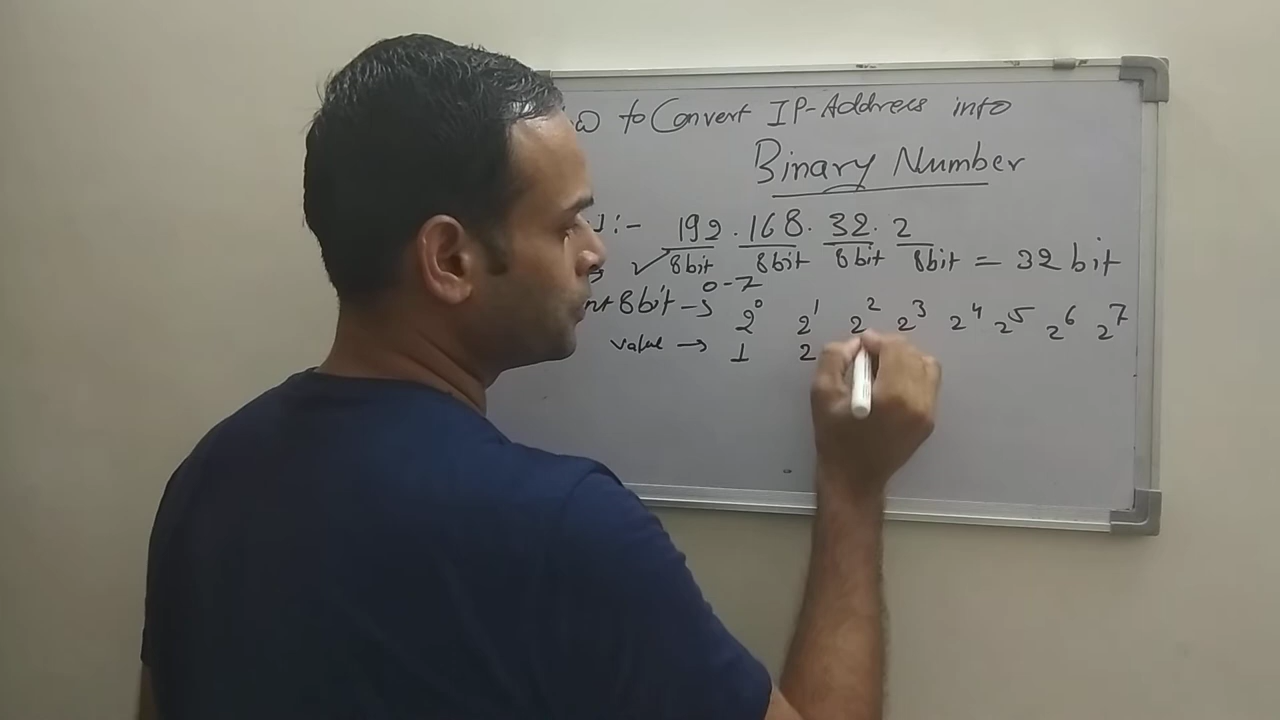 to Convert IP-Address into
Binary Number
:- 192.168.32.2
8bit 8bit 8bit 8bit = 32 bit
0-7
8bit → 2⁰ 2¹ 2² 2³ 2⁴ 2⁵ 2⁶ 2⁷
value → 1 2